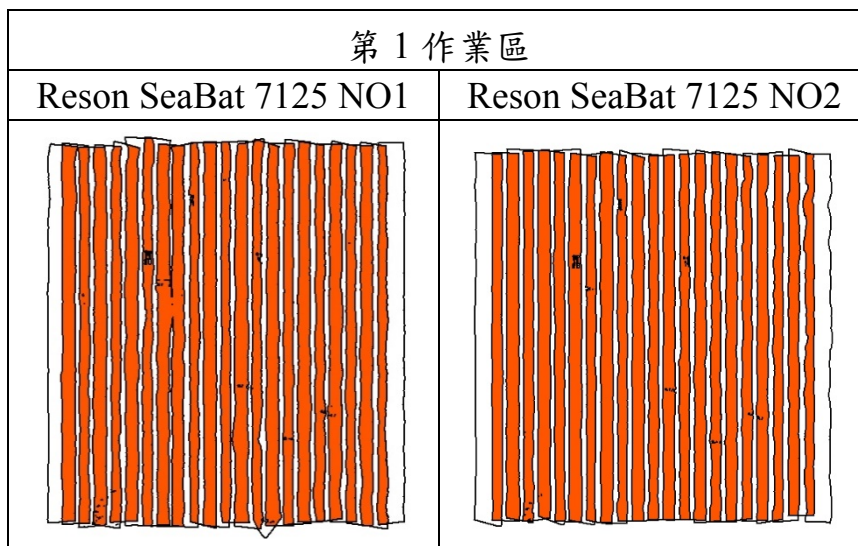 第 1 作業區
Reson SeaBat 7125 NO1
Reson SeaBat 7125 NO2